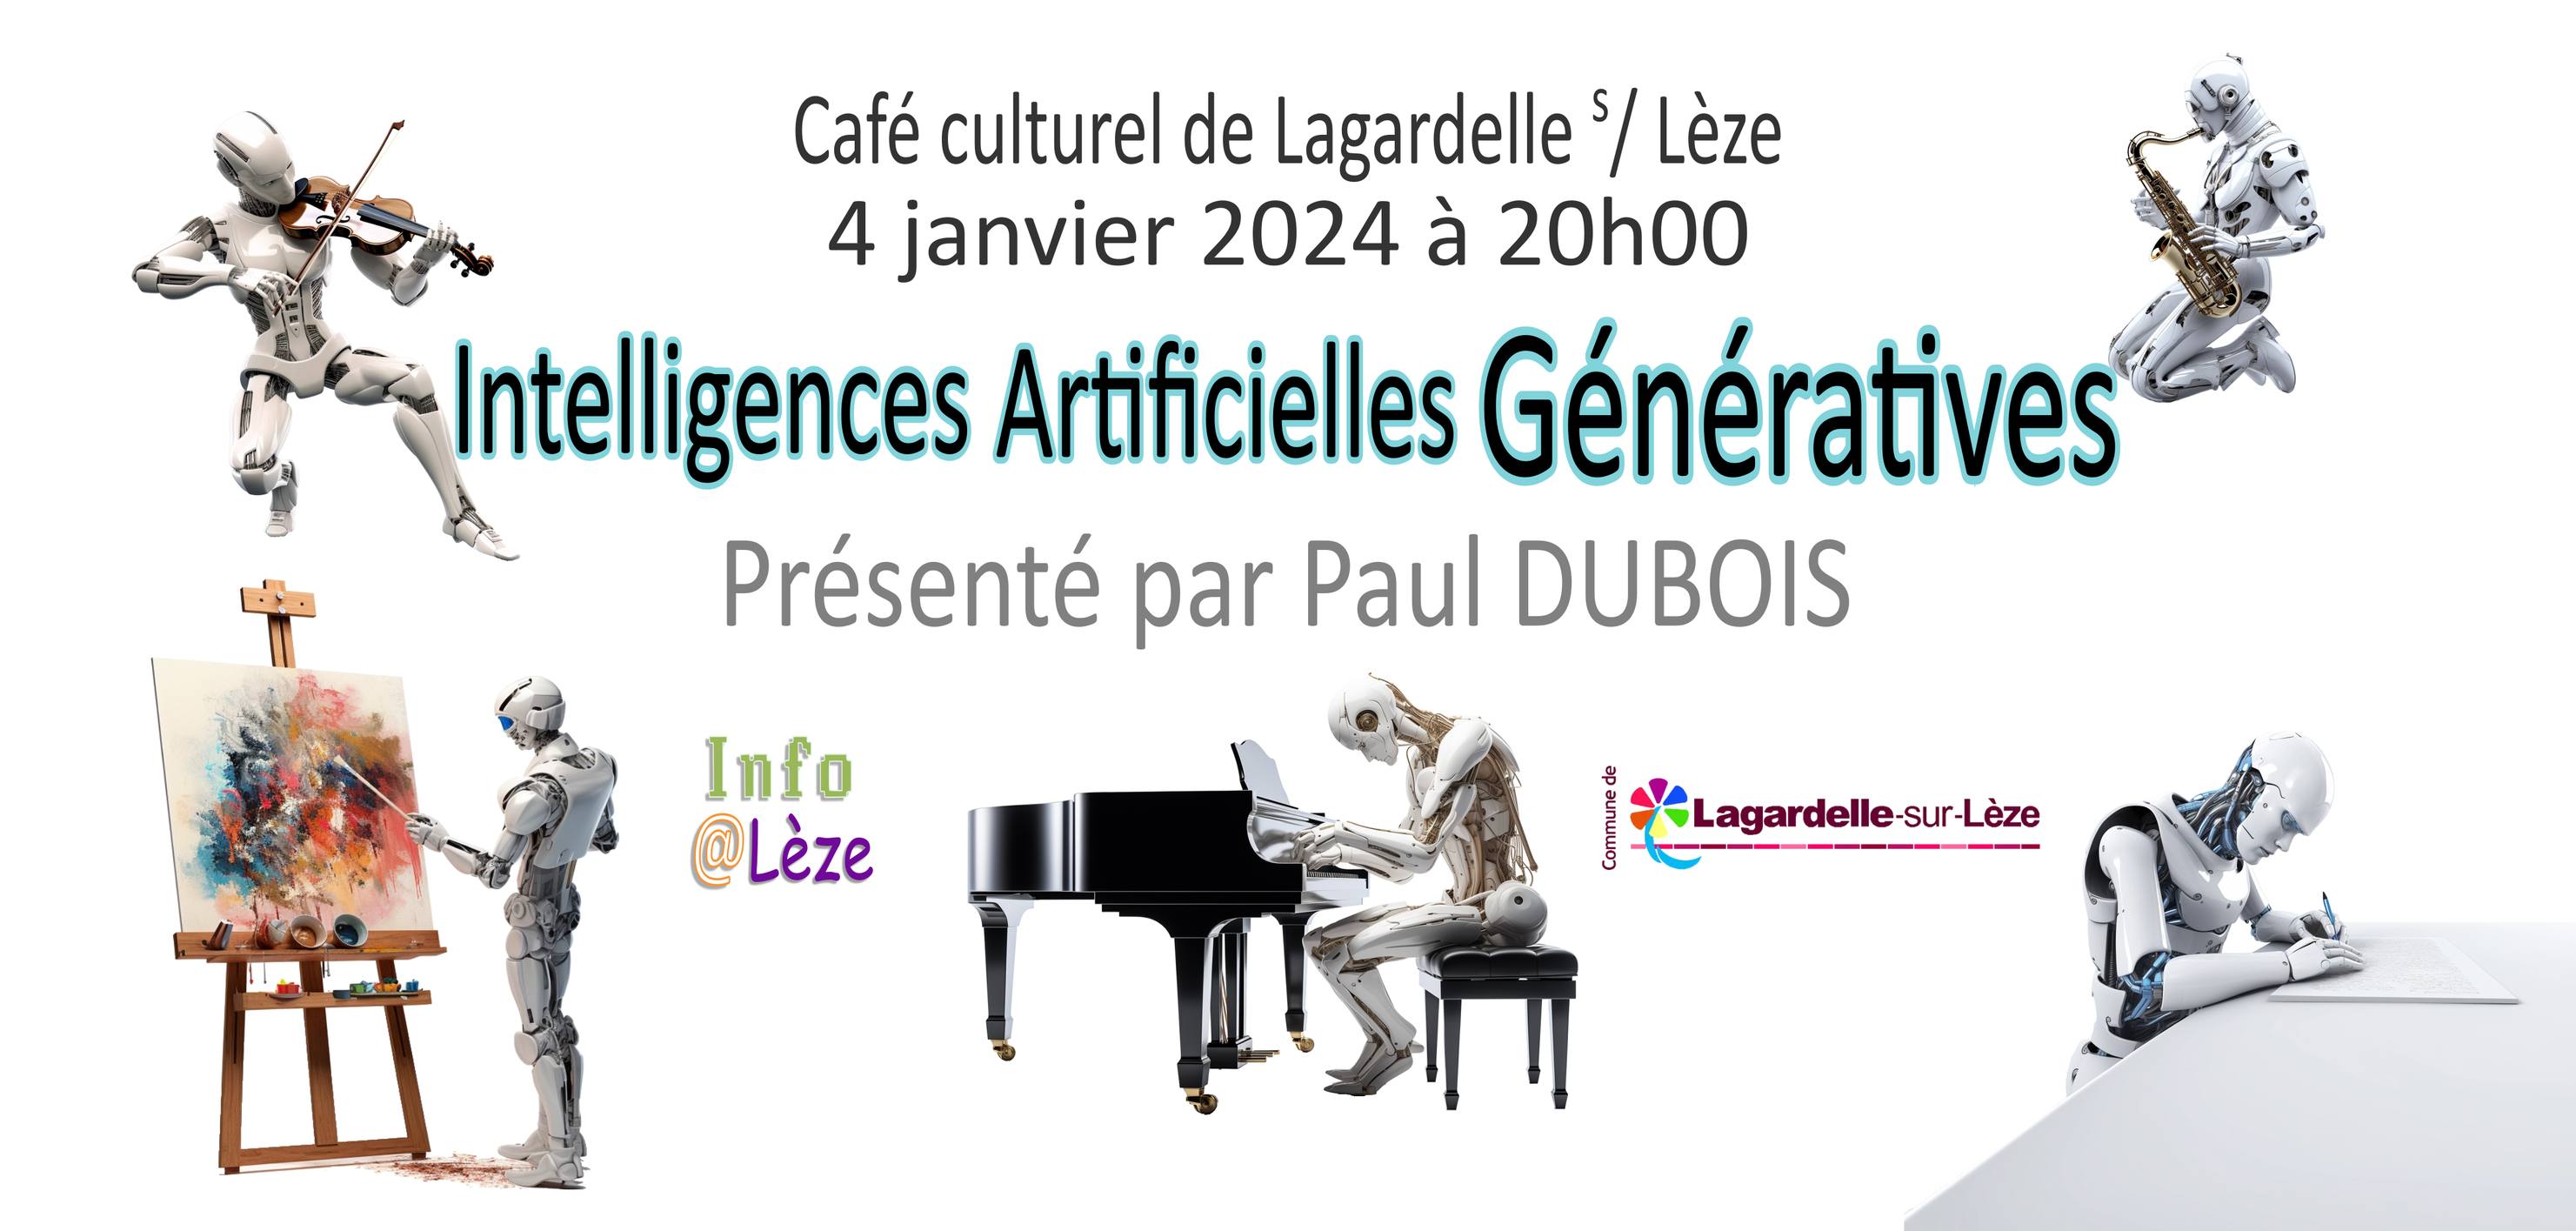 Café culturel de Lagardelle s/ Lèze
4 janvier 2024 à 20h00
Intelligences Artificielles Génératives
Présenté par Paul DUBOIS
Info
@Lèze
Commune de
Lagardelle-sur-Lèze